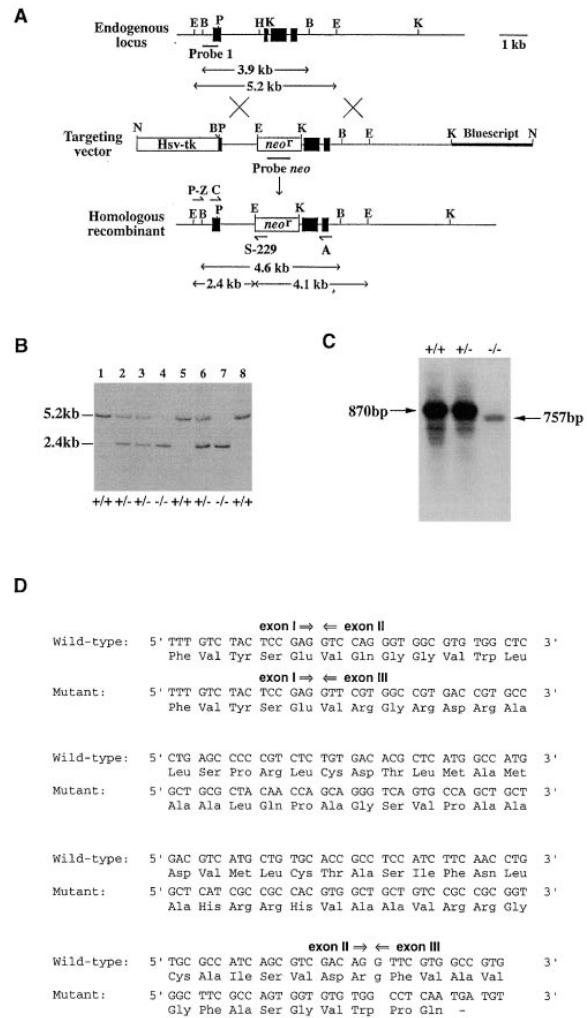 A
Endogenous locus
E B P H K B E K
1 kb
Probe 1
3.9 kb
5.2 kb
Targeting vector
N BP E K B E K Bluescript N
Hsv-tk
neoʳ
Probe neo
P-Z C
Homologous recombinant
E B P E K B E K
neoʳ
S-229 A
4.6 kb
2.4 kb 4.1 kb
B
1 2 3 4 5 6 7 8
5.2kb
2.4kb
+/+ +/- +/- -/- +/+ +/- -/- +/+
C
+/+ +/- -/-
870bp
757bp
D
exon I ⇒ ⇐ exon II
Wild-type: 5' TTT GTC TAC TCC GAG GTC CAG GGT GGC GTG TGG CTC 3'
Phe Val Tyr Ser Glu Val Gln Gly Gly Val Trp Leu
exon I ⇒ ⇐ exon III
Mutant: 5' TTT GTC TAC TCC GAG GTT CGT GGC CGT GAC CGT GCC 3'
Phe Val Tyr Ser Glu Val Arg Gly Arg Asp Arg Ala
Wild-type: 5' CTG AGC CCC CGT CTC TGT GAC ACG CTC ATG GCC ATG 3'
Leu Ser Pro Arg Leu Cys Asp Thr Leu Met Ala Met
Mutant: 5' GCT GCG CTA CAA CCA GCA GGG TCA GTG CCA GCT GCT 3'
Ala Ala Leu Gln Pro Ala Gly Ser Val Pro Ala Ala
Wild-type: 5' GAC GTC ATG CTG TGC ACC GCC TCC ATC TTC AAC CTG 3'
Asp Val Met Leu Cys Thr Ala Ser Ile Phe Asn Leu
Mutant: 5' GCT CAT CGC CGC CAC GTG GCT GCT GTC CGC CGC GGT 3'
Ala His Arg Arg His Val Ala Ala Val Arg Arg Gly
exon II ⇒ ⇐ exon III
Wild-type: 5' TGC GCC ATC AGC GTC GAC AG G TTC GTG GCC GTG 3'
Cys Ala Ile Ser Val Asp Ar g Phe Val Ala Val
Mutant: 5' GGC TTC GCC AGT GGT GTG TGG CCT CAA TGA TGT 3'
Gly Phe Ala Ser Gly Val Trp Pro Gln -